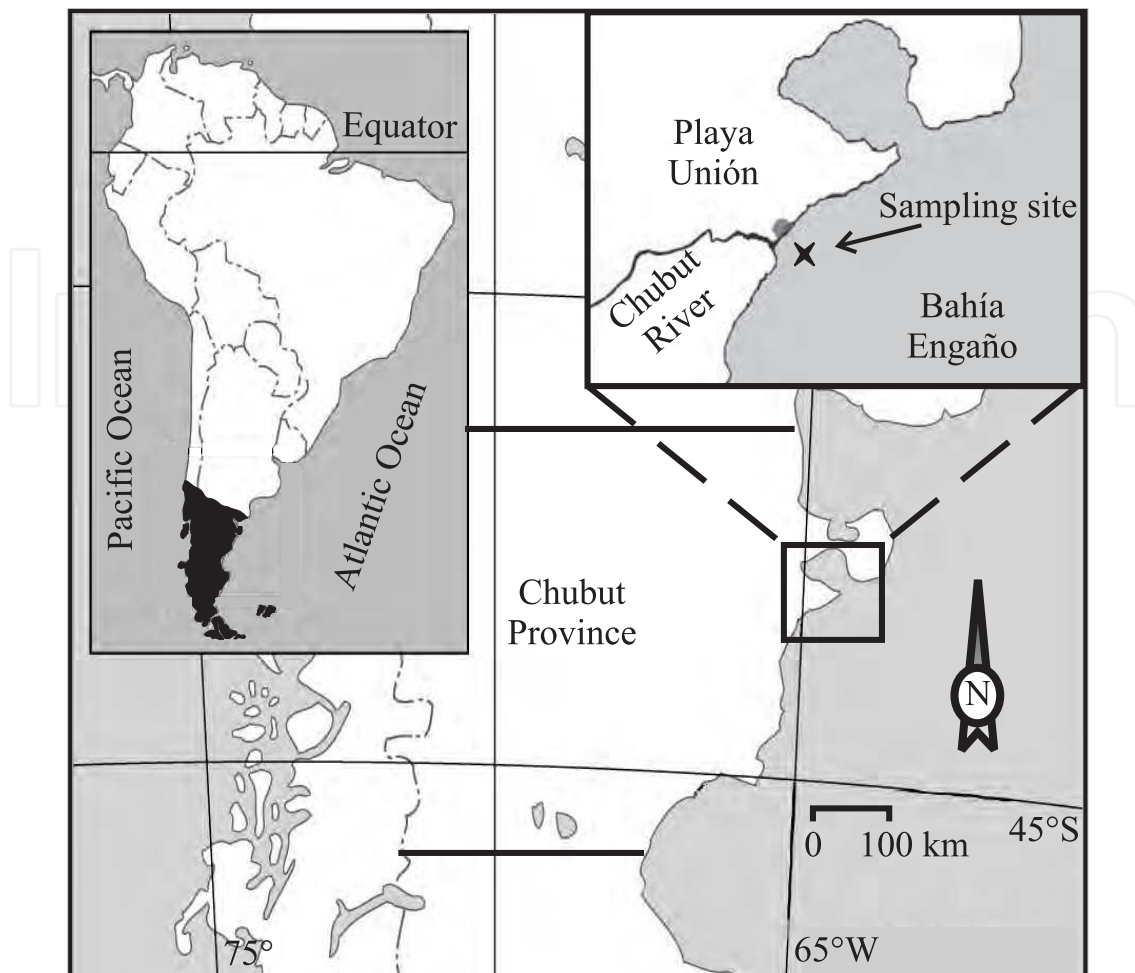 Equator
Pacific Ocean
Atlantic Ocean
Playa
Unión
Sampling site
Chubut
River
Bahía
Engaño
Chubut
Province
N
0 100 km
45°S
75°
65°W